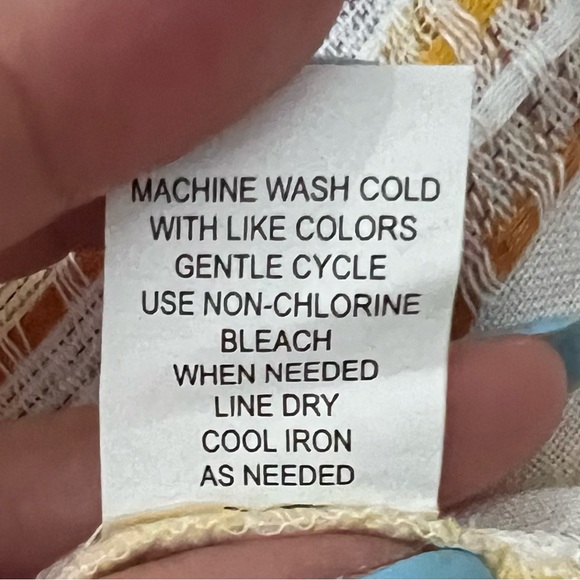 MACHINE WASH COLD
WITH LIKE COLORS
GENTLE CYCLE
USE NON-CHLORINE
BLEACH
WHEN NEEDED
LINE DRY
COOL IRON
AS NEEDED